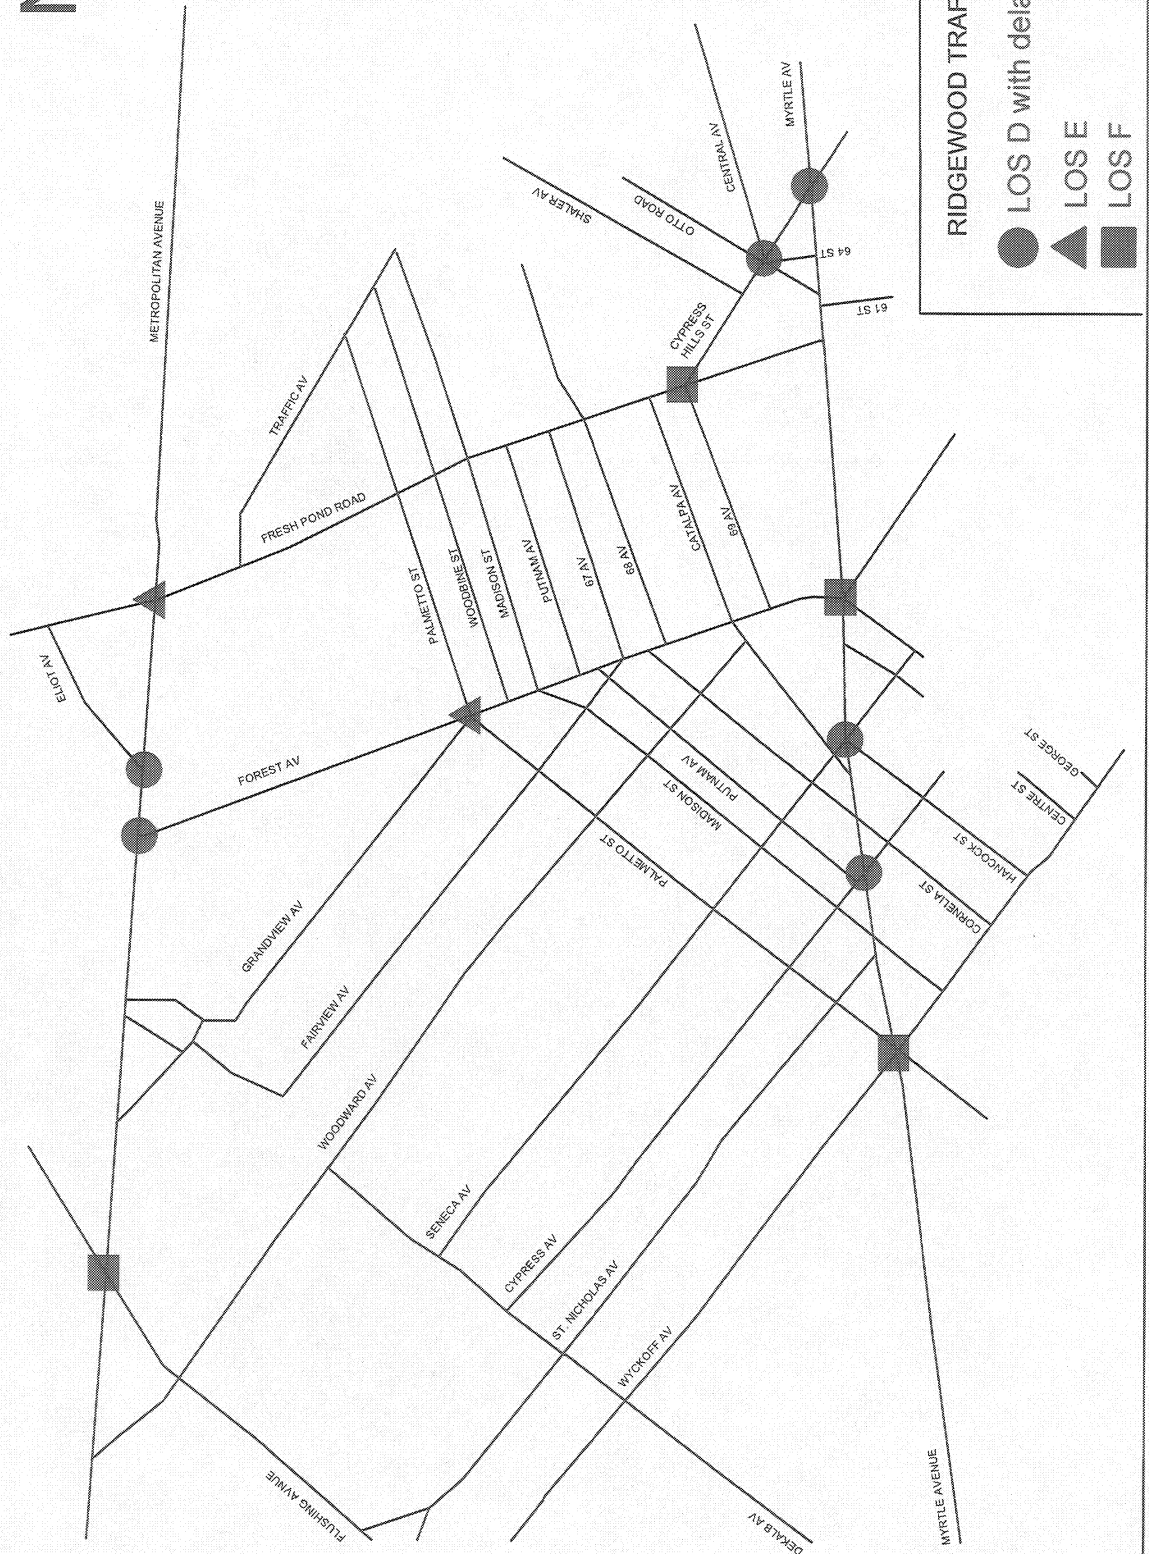 METROPOLITAN AVENUE
ELIOT AV
FOREST AV
TRAFFIC AV
FRESH POND ROAD
PALMETTO ST
WOODBINE ST
MADISON ST
PUTNAM AV
67 AV
68 AV
CATALPA AV
69 AV
SHALER AV
OTTO ROAD
CENTRAL AV
MYRTLE AV
CYPRESS
HILLS ST
64 ST
61 ST
GRANDVIEW AV
FAIRVIEW AV
WOODWARD AV
SENECA AV
CYPRESS AV
ST. NICHOLAS AV
WYCKOFF AV
FLUSHING AVNUE
DEKALB AV
MYRTLE AVENUE
PALMETTO ST
MADISON ST
PUTNAM AV
CORNELIA ST
HANCOCK ST
CENTRE ST
GEORGE ST
RIDGEWOOD TRAF
LOS D with dela
LOS E
LOS F